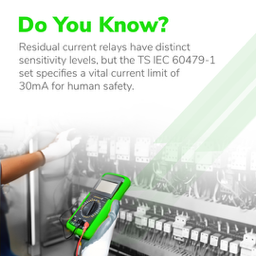 Do You Know?
Residual current relays have distinct
sensitivity levels, but the TS IEC 60479-1
set specifies a vital current limit of
30mA for human safety.